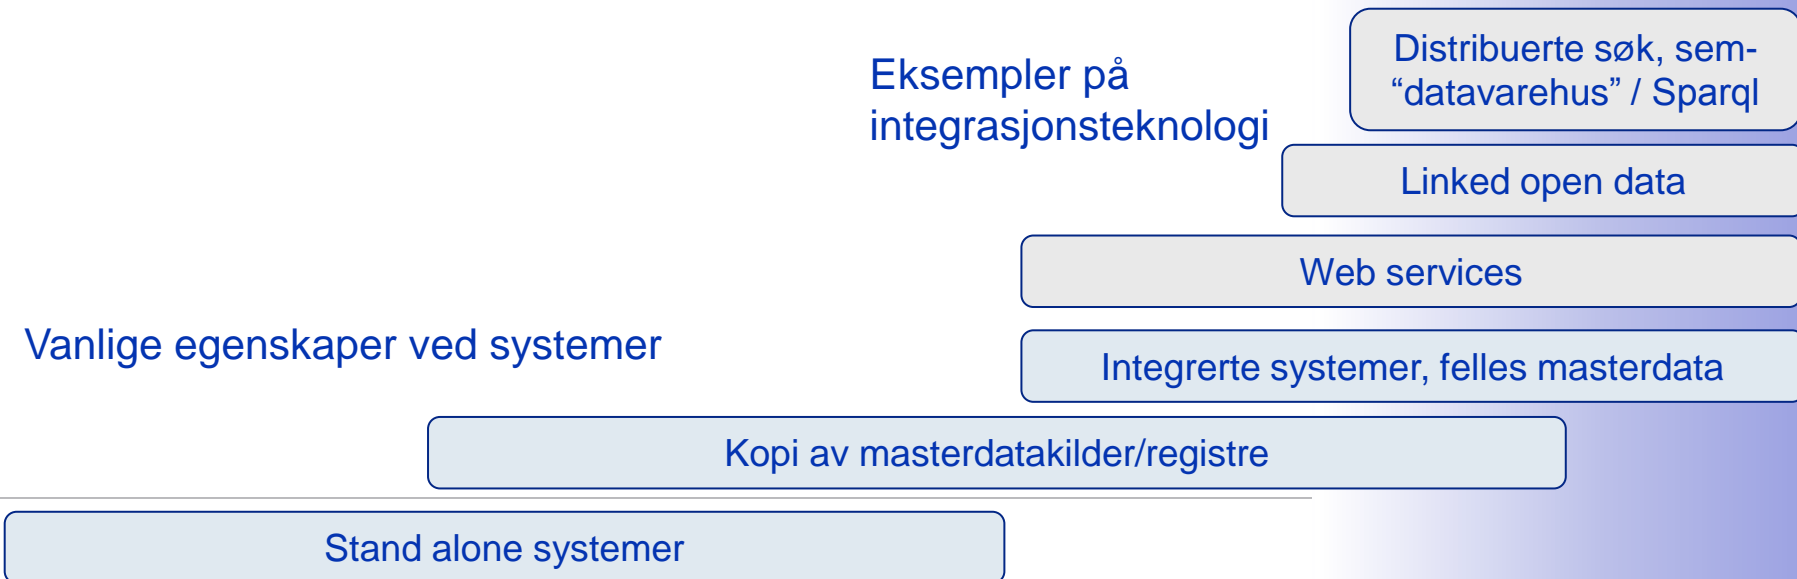 Eksempler på
integrasjonsteknologi
Distribuerte søk, sem-
“datavarehus” / Sparql
Linked open data
Web services
Vanlige egenskaper ved systemer
Integrerte systemer, felles masterdata
Kopi av masterdatakilder/registre
Stand alone systemer